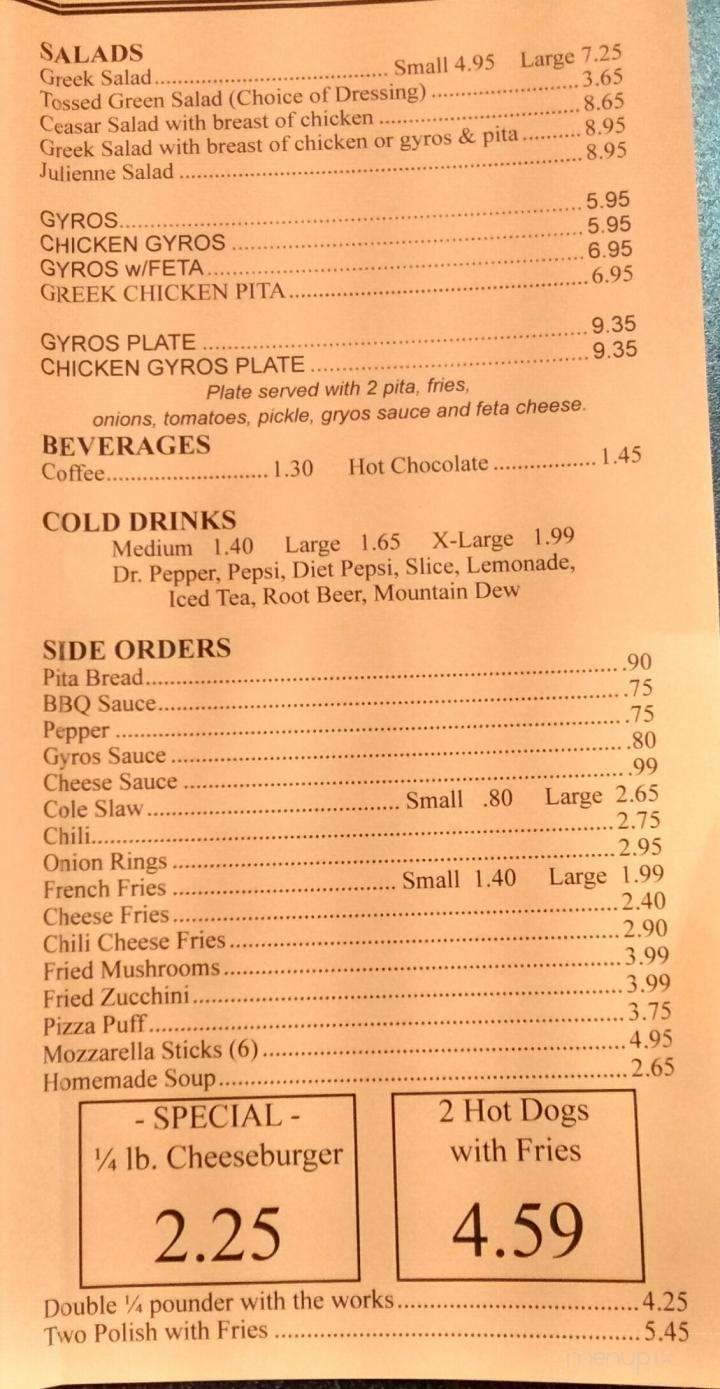 SALADS
Greek Salad........ Small 4.95 Large 7.25
Tossed Green Salad (Choice of Dressing) ........ 3.65
Ceasar Salad with breast of chicken ........ 8.65
Greek Salad with breast of chicken or gyros & pita ........ 8.95
Julienne Salad ........ 8.95
GYROS........ 5.95
CHICKEN GYROS ........ 5.95
GYROS w/FETA........ 6.95
GREEK CHICKEN PITA........ 6.95
GYROS PLATE ........ 9.35
CHICKEN GYROS PLATE ........ 9.35
Plate served with 2 pita, fries,
onions, tomatoes, pickle, gryos sauce and feta cheese.
BEVERAGES
Coffee........ 1.30 Hot Chocolate ........ 1.45
COLD DRINKS
Medium 1.40 Large 1.65 X-Large 1.99
Dr. Pepper, Pepsi, Diet Pepsi, Slice, Lemonade,
Iced Tea, Root Beer, Mountain Dew
SIDE ORDERS
Pita Bread........ .90
BBQ Sauce........ .75
Pepper ........ .75
Gyros Sauce ........ .80
Cheese Sauce ........ .99
Cole Slaw........ Small .80 Large 2.65
Chili........ 2.75
Onion Rings ........ 2.95
French Fries ........ Small 1.40 Large 1.99
Cheese Fries........ 2.40
Chili Cheese Fries........ 2.90
Fried Mushrooms........ 3.99
Fried Zucchini........ 3.99
Pizza Puff........ 3.75
Mozzarella Sticks (6)........ 4.95
Homemade Soup........ 2.65
- SPECIAL -
¼ lb. Cheeseburger
2.25
2 Hot Dogs
with Fries
4.59
Double ¼ pounder with the works........ 4.25
Two Polish with Fries ........ 5.45
menupix